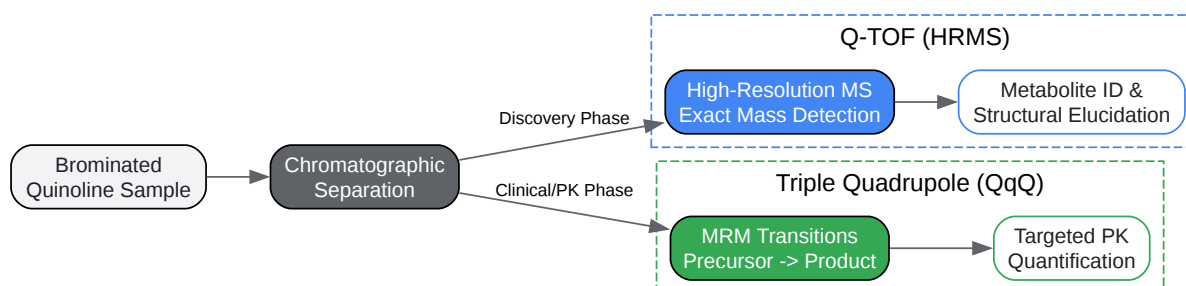 Brominated
Quinoline Sample
Chromatographic
Separation
Discovery Phase
Clinical/PK Phase
Q-TOF (HRMS)
High-Resolution MS
Exact Mass Detection
Metabolite ID &
Structural Elucidation
Triple Quadrupole (QqQ)
MRM Transitions
Precursor -> Product
Targeted PK
Quantification